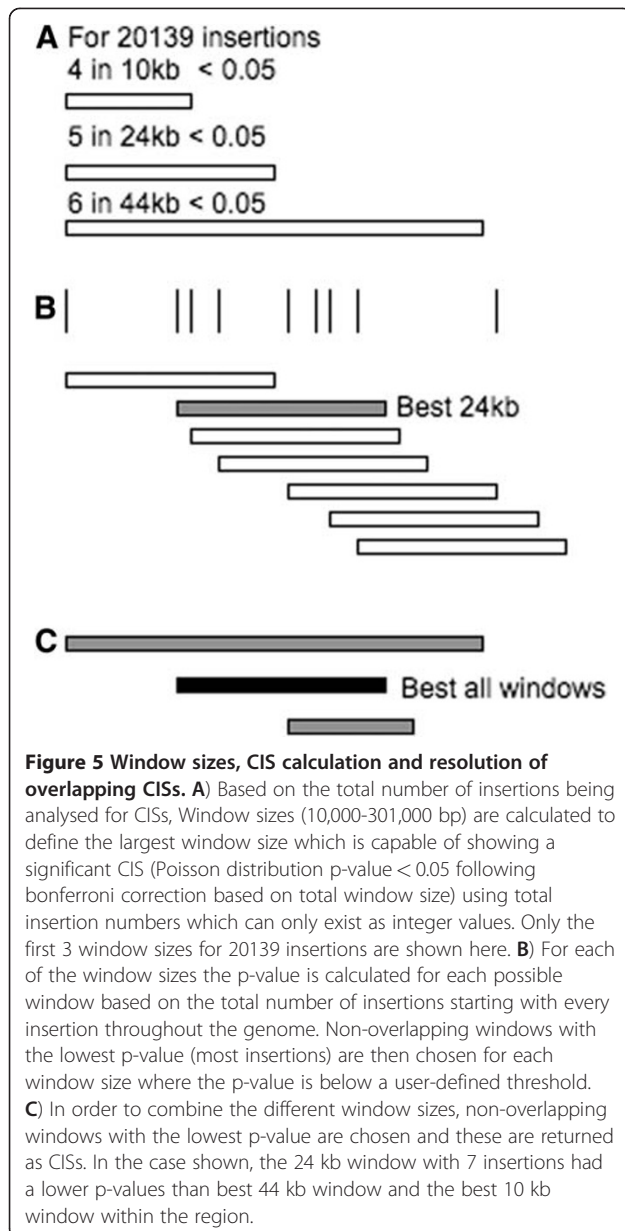 A For 20139 insertions
4 in 10kb < 0.05
5 in 24kb < 0.05
6 in 44kb < 0.05
B
Best 24kb
C
Best all windows
Figure 5 Window sizes, CIS calculation and resolution of
overlapping CISs. A) Based on the total number of insertions being
analysed for CISs, Window sizes (10,000-301,000 bp) are calculated to
define the largest window size which is capable of showing a
significant CIS (Poisson distribution p-value < 0.05 following
bonferroni correction based on total window size) using total
insertion numbers which can only exist as integer values. Only the
first 3 window sizes for 20139 insertions are shown here. B) For each
of the window sizes the p-value is calculated for each possible
window based on the total number of insertions starting with every
insertion throughout the genome. Non-overlapping windows with
the lowest p-value (most insertions) are then chosen for each
window size where the p-value is below a user-defined threshold.
C) In order to combine the different window sizes, non-overlapping
windows with the lowest p-value are chosen and these are returned
as CISs. In the case shown, the 24 kb window with 7 insertions had
a lower p-values than best 44 kb window and the best 10 kb
window within the region.